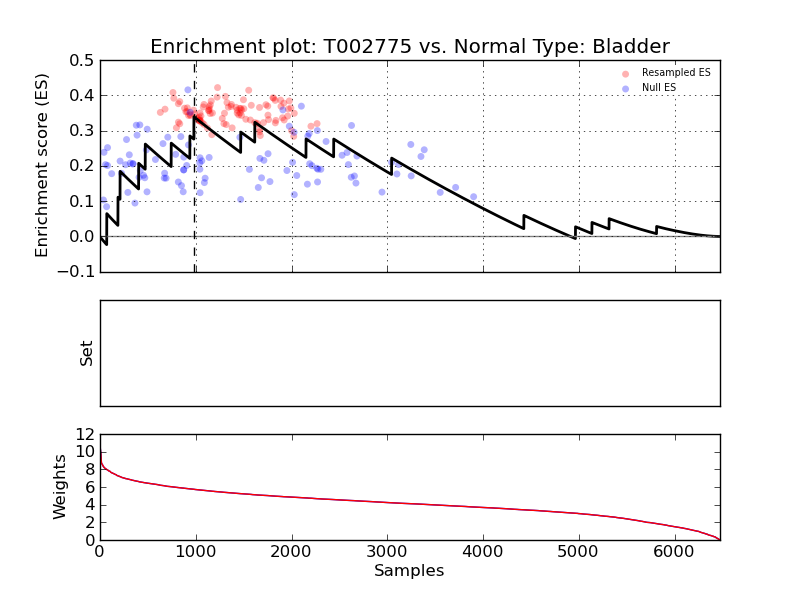 Enrichment plot: T002775 vs. Normal Type: Bladder
Enrichment score (ES)
0.5
0.4
0.3
0.2
0.1
0.0
−0.1
Resampled ES
Null ES
Set
Weights
12
10
8
6
4
2
0
0 1000 2000 3000 4000 5000 6000
Samples